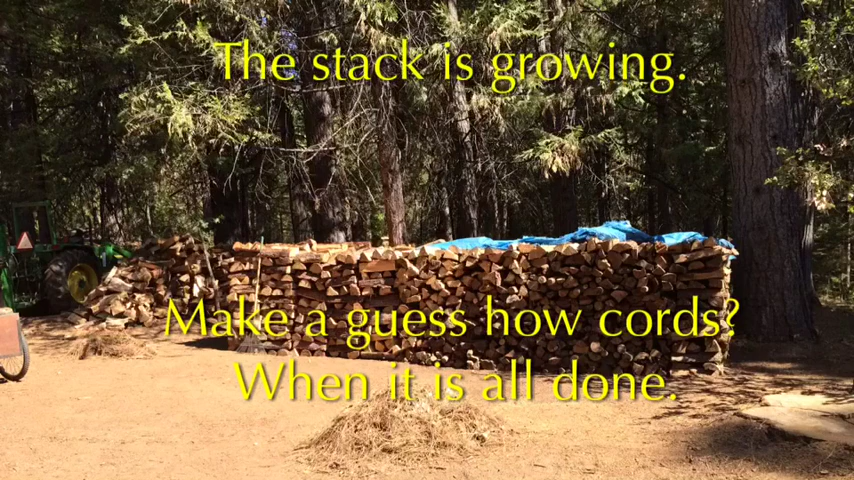 The stack is growing.
Make a guess how cords?
When it is all done.